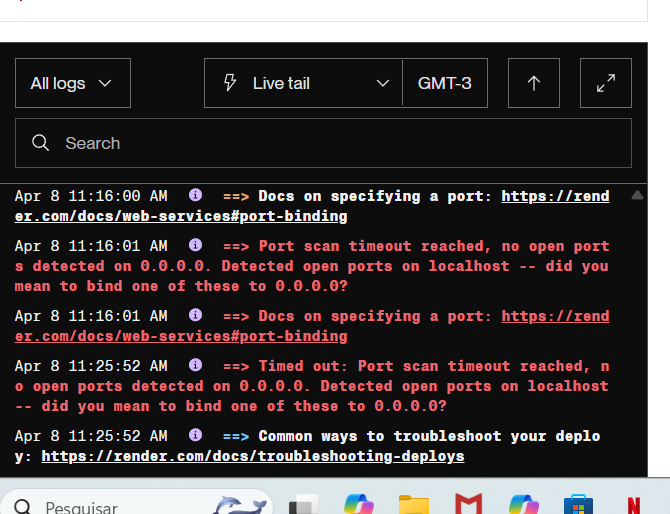 All logs
Live tail
GMT-3
Search
Apr 8 11:16:00 AM ==> Docs on specifying a port: https://rend
er.com/docs/web-services#port-binding
Apr 8 11:16:01 AM ==> Port scan timeout reached, no open port
s detected on 0.0.0.0. Detected open ports on localhost -- did you
mean to bind one of these to 0.0.0.0?
Apr 8 11:16:01 AM ==> Docs on specifying a port: https://rend
er.com/docs/web-services#port-binding
Apr 8 11:25:52 AM ==> Timed out: Port scan timeout reached, n
o open ports detected on 0.0.0.0. Detected open ports on localhost
-- did you mean to bind one of these to 0.0.0.0?
Apr 8 11:25:52 AM ==> Common ways to troubleshoot your deplo
y: https://render.com/docs/troubleshooting-deploys
Pesquisar